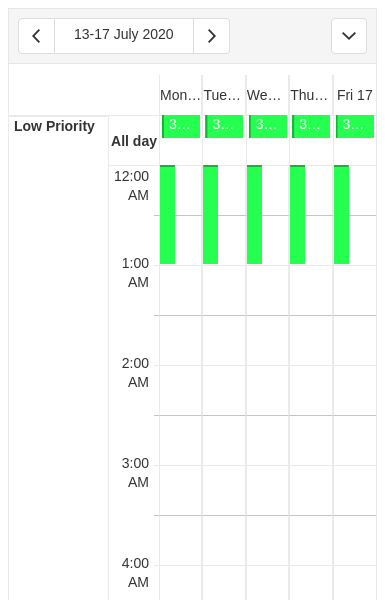 13-17 July 2020
Mon... Tue... We... Thu... Fri 17
Low Priority
All day
3... 3... 3... 3... 3...
12:00
AM
1:00
AM
2:00
AM
3:00
AM
4:00
AM